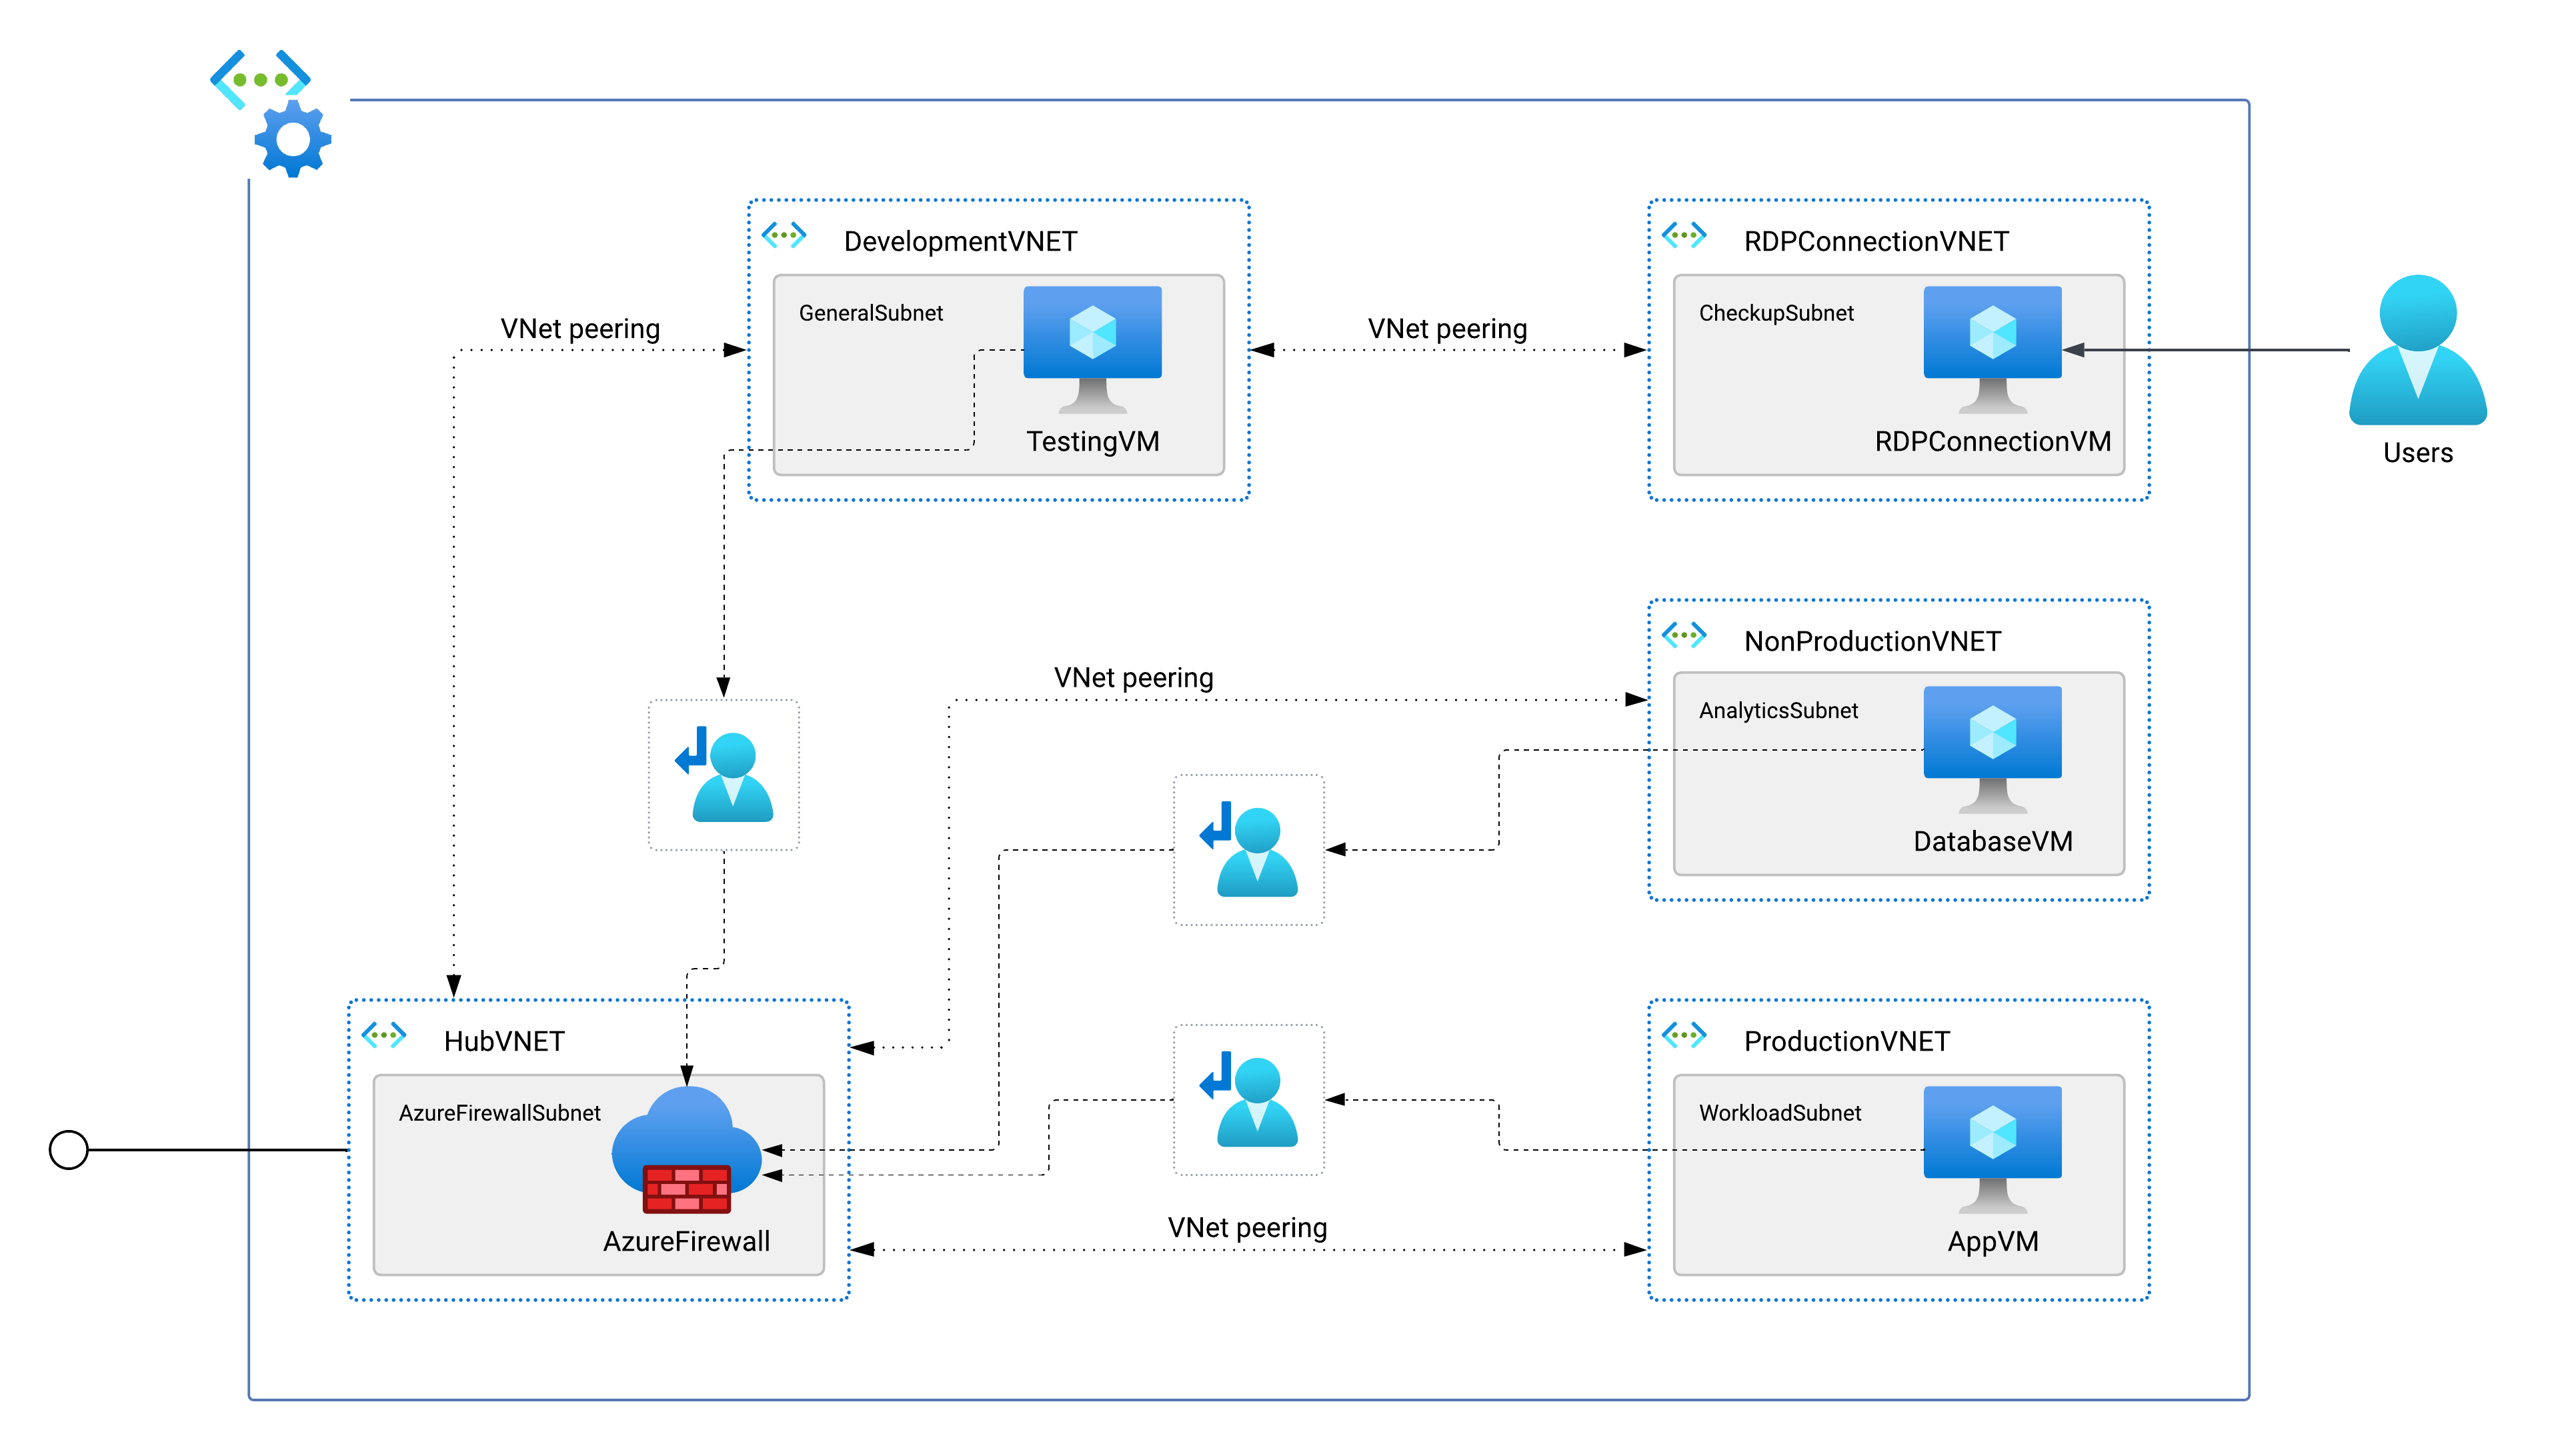 DevelopmentVNET
GeneralSubnet
TestingVM
VNet peering
VNet peering
RDPConnectionVNET
CheckupSubnet
RDPConnectionVM
Users
VNet peering
NonProductionVNET
AnalyticsSubnet
DatabaseVM
HubVNET
AzureFirewallSubnet
AzureFirewall
VNet peering
ProductionVNET
WorkloadSubnet
AppVM